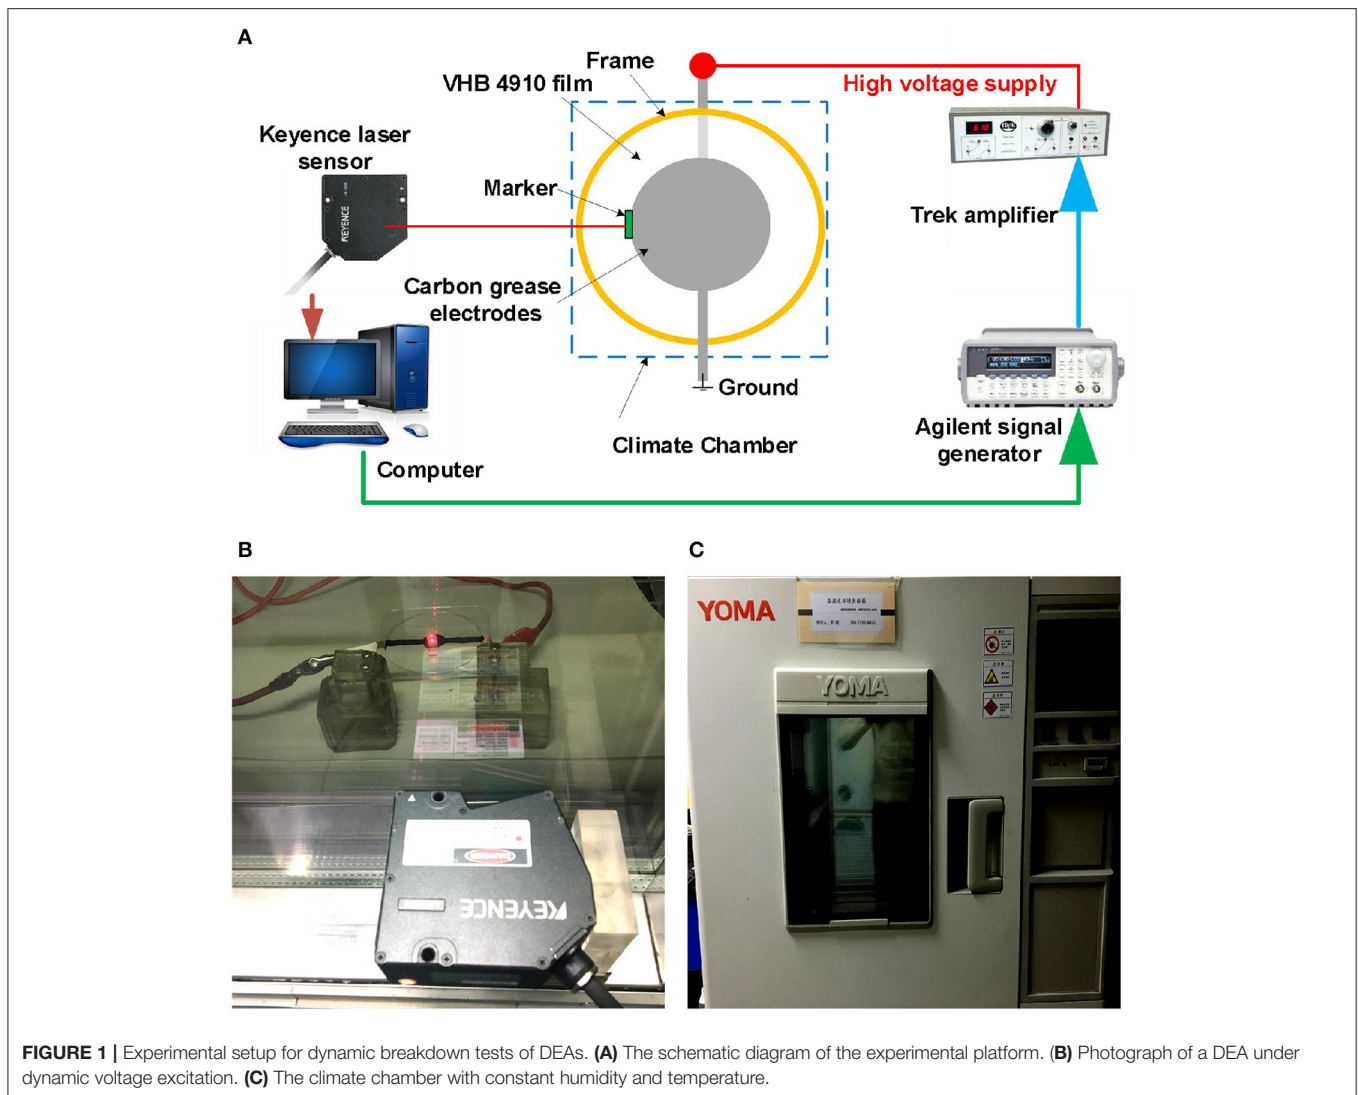 A
Frame
VHB 4910 film
High voltage supply
Keyence laser
sensor
KEYENCE
TREK
Marker
Trek amplifier
Carbon grease
electrodes
Ground
Agilent signal
generator
Climate Chamber
Computer
B
C
YOMA
YOMA
DANGER
KEYENCE
FIGURE 1 | Experimental setup for dynamic breakdown tests of DEAs. (A) The schematic diagram of the experimental platform. (B) Photograph of a DEA under
dynamic voltage excitation. (C) The climate chamber with constant humidity and temperature.